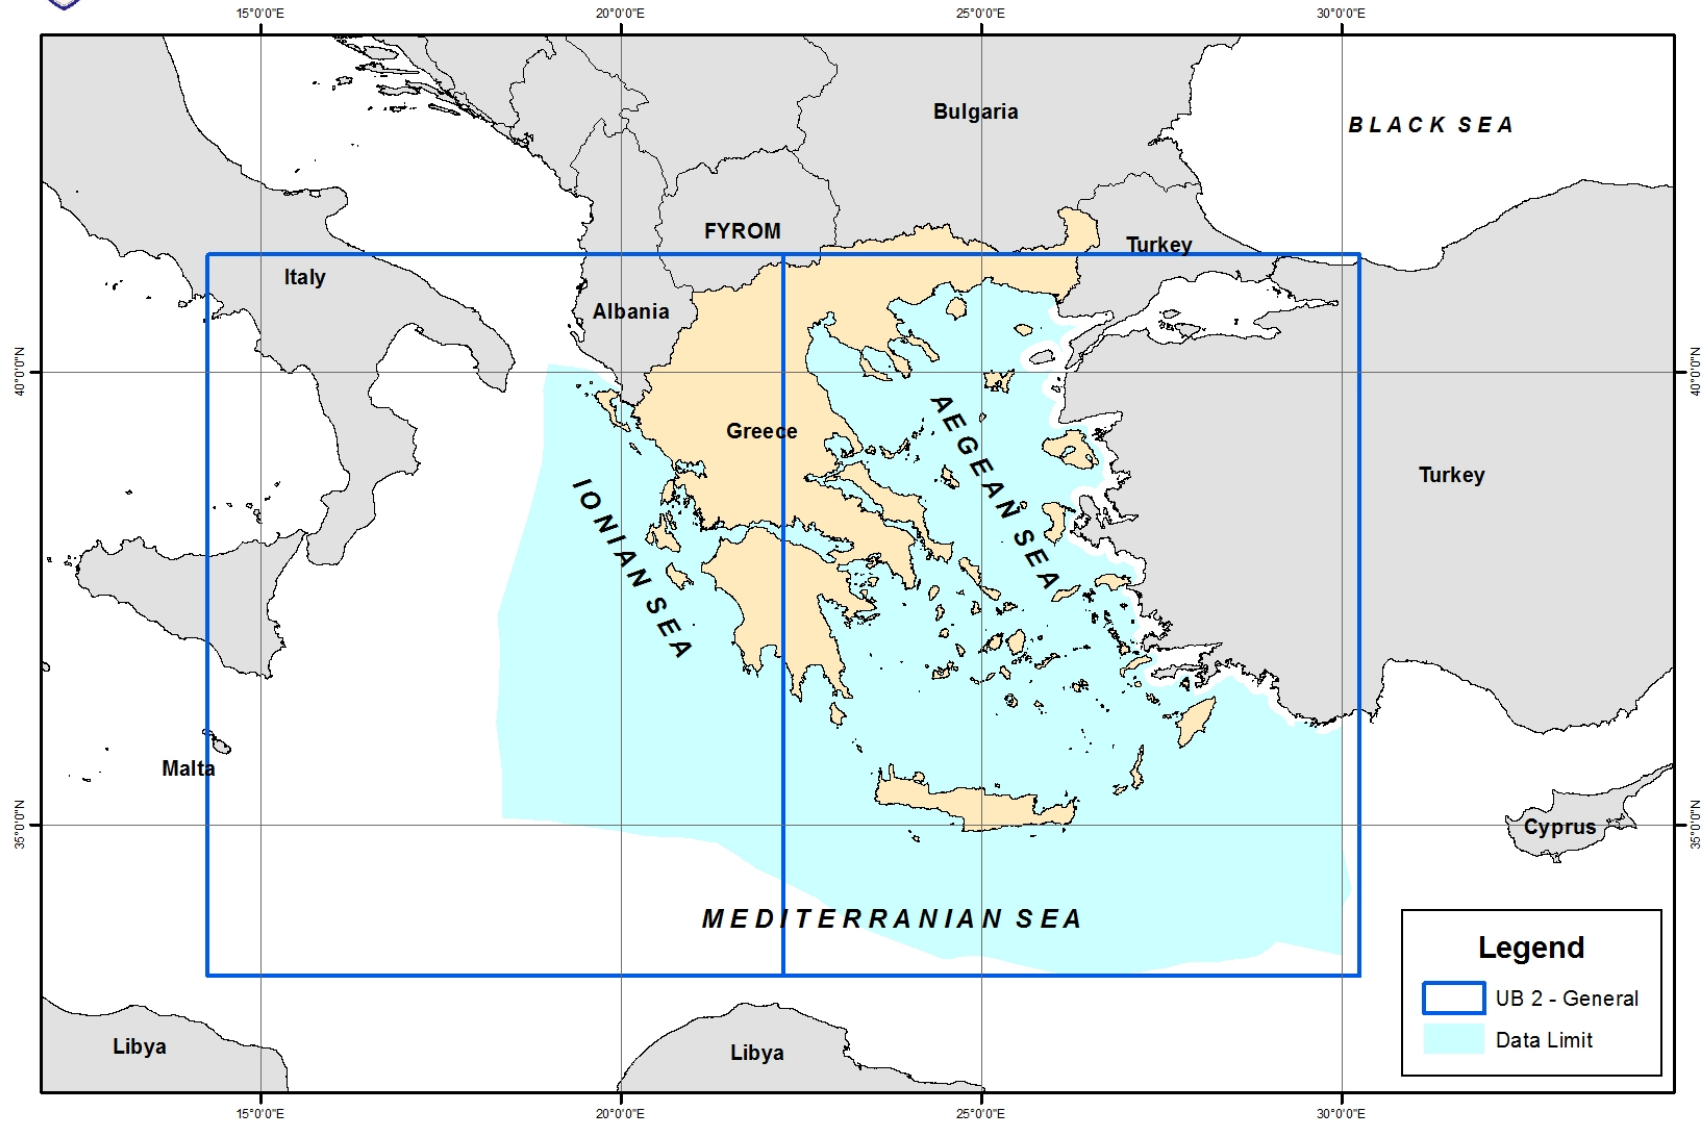 15°0'0"E 20°0'0"E 25°0'0"E 30°0'0"E
Bulgaria
BLACK SEA
FYROM
Turkey
Italy
Albania
40°0'0"N 40°0'0"N
AEGEAN SEA
Greece
Turkey
IONIAN SEA
Malta
35°0'0"N 35°0'0"N
Cyprus
MEDITERRANIAN SEA
Legend
UB 2 - General
Data Limit
Libya
Libya
15°0'0"E 20°0'0"E 25°0'0"E 30°0'0"E